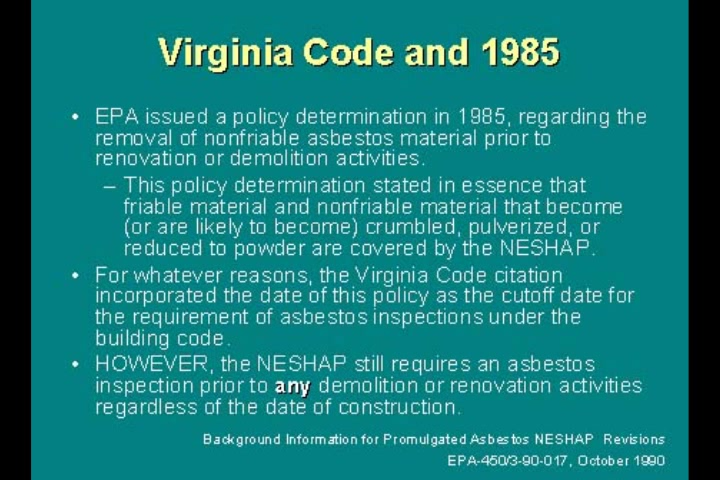 Virginia Code and 1985
• EPA issued a policy determination in 1985, regarding the
removal of nonfriable asbestos material prior to
renovation or demolition activities.
– This policy determination stated in essence that
friable material and nonfriable material that become
(or are likely to become) crumbled, pulverized, or
reduced to powder are covered by the NESHAP.
• For whatever reasons, the Virginia Code citation
incorporated the date of this policy as the cutoff date for
the requirement of asbestos inspections under the
building code.
• HOWEVER, the NESHAP still requires an asbestos
inspection prior to any demolition or renovation activities
regardless of the date of construction.
Background Information for Promulgated Asbestos NESHAP Revisions
EPA-450/3-90-017, October 1990